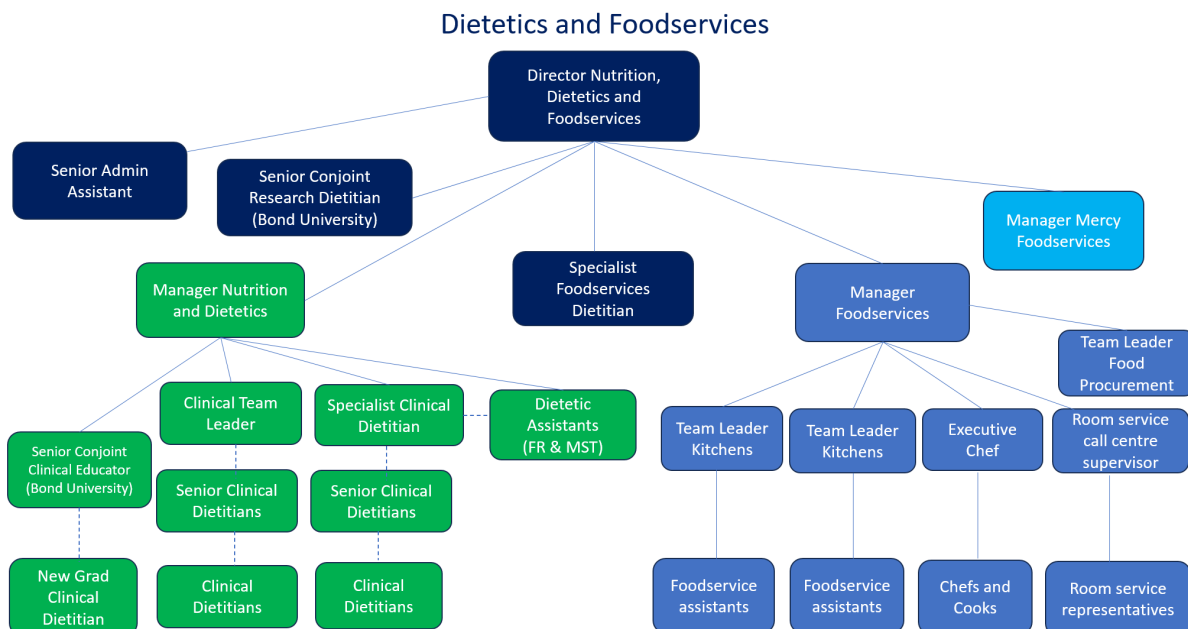 Dietetics and Foodservices
Director Nutrition,
Dietetics and
Foodservices
Senior Admin
Assistant
Senior Conjoint
Research Dietitian
(Bond University)
Manager Mercy
Foodservices
Specialist
Foodservices
Dietitian
Manager Nutrition
and Dietetics
Manager
Foodservices
Team Leader
Food
Procurement
Clinical Team
Leader
Specialist Clinical
Dietitian
Dietetic
Assistants
(FR & MST)
Senior Conjoint
Clinical Educator
(Bond University)
Team Leader
Kitchens
Team Leader
Kitchens
Executive
Chef
Room service
call centre
supervisor
Senior Clinical
Dietitians
Senior Clinical
Dietitians
New Grad
Clinical
Dietitian
Clinical
Dietitians
Clinical
Dietitians
Foodservice
assistants
Foodservice
assistants
Chefs and
Cooks
Room service
representatives